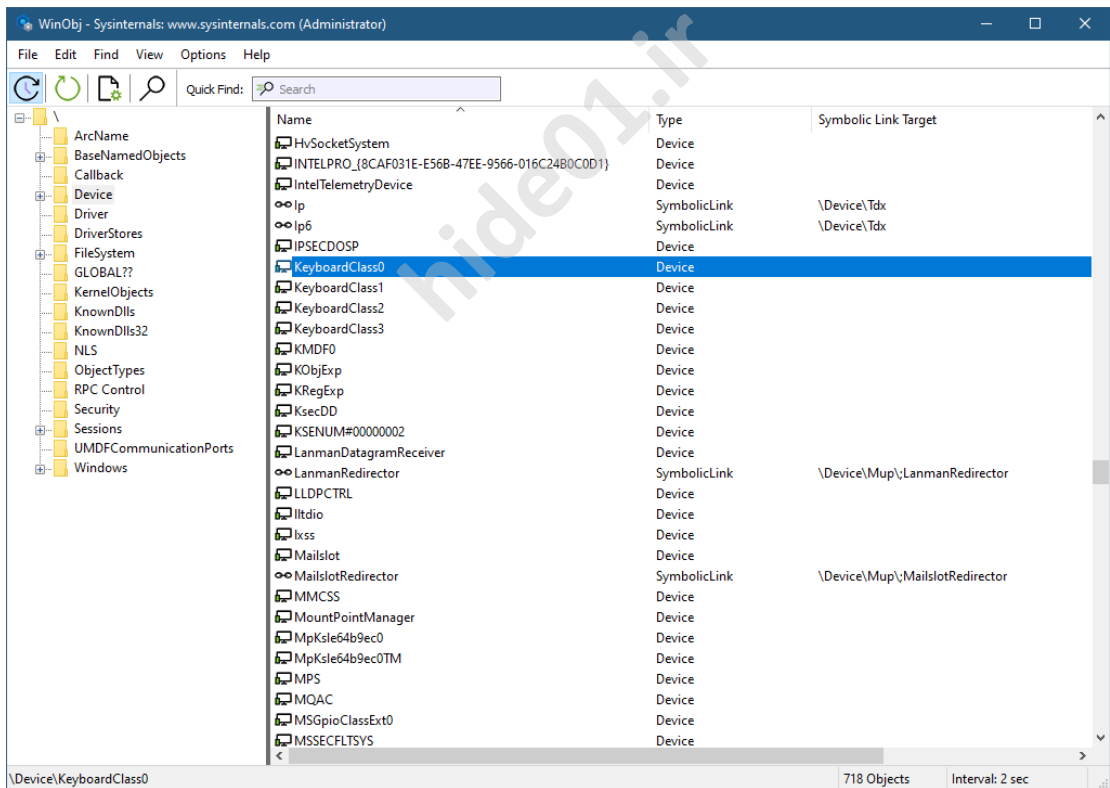 WinObj - Sysinternals: www.sysinternals.com (Administrator)
File Edit Find View Options Help
Quick Find: Search
\
ArcName
BaseNamedObjects
Callback
Device
Driver
DriverStores
FileSystem
GLOBAL??
KernelObjects
KnownDlls
KnownDlls32
NLS
ObjectTypes
RPC Control
Security
Sessions
UMDFCommunicationPorts
Windows
Name Type Symbolic Link Target
HvSocketSystem Device
INTELPRO_{8CAF031E-E56B-47EE-9566-016C24B0C0D1} Device
IntelTelemetryDevice Device
Ip SymbolicLink \Device\Tdx
Ip6 SymbolicLink \Device\Tdx
IPSECDOSP Device
KeyboardClass0 Device
KeyboardClass1 Device
KeyboardClass2 Device
KeyboardClass3 Device
KMDF0 Device
KObjExp Device
KRegExp Device
KsecDD Device
KSENUM#00000002 Device
LanmanDatagramReceiver Device
LanmanRedirector SymbolicLink \Device\Mup\;LanmanRedirector
LLDPCTRL Device
lltdio Device
lxss Device
Mailslot Device
MailslotRedirector SymbolicLink \Device\Mup\;MailslotRedirector
MMCSS Device
MountPointManager Device
MpKsle64b9ec0 Device
MpKsle64b9ec0TM Device
MPS Device
MQAC Device
MSGpioClassExt0 Device
MSSECFLTSYS Device
\Device\KeyboardClass0 718 Objects Interval: 2 sec
hide01.ir